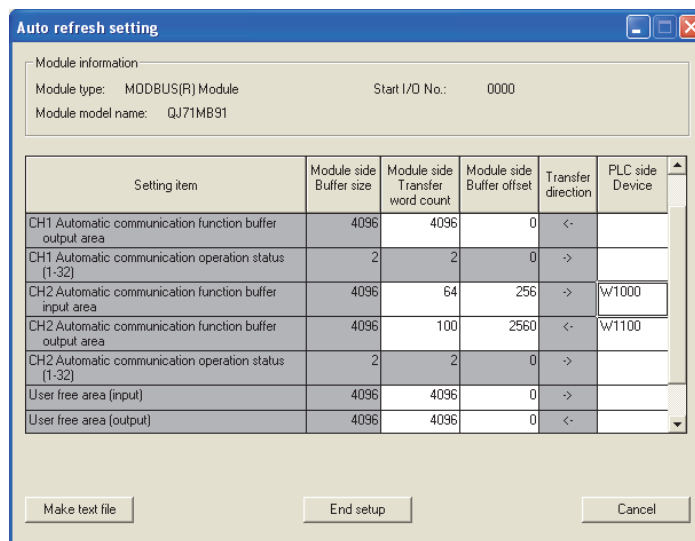 Auto refresh setting
Module information
Module type: MODBUS(R) Module Start I/O No.: 0000
Module model name: QJ71MB91
Setting item Module side Buffer size Module side Transfer word count Module side Buffer offset Transfer direction PLC side Device
CH1 Automatic communication function buffer output area 4096 4096 0 <-
CH1 Automatic communication operation status (1-32) 2 2 0 ->
CH2 Automatic communication function buffer input area 4096 64 256 -> W1000
CH2 Automatic communication function buffer output area 4096 100 2560 <- W1100
CH2 Automatic communication operation status (1-32) 2 2 0 ->
User free area (input) 4096 4096 0 ->
User free area (output) 4096 4096 0 <-
Make text file End setup Cancel